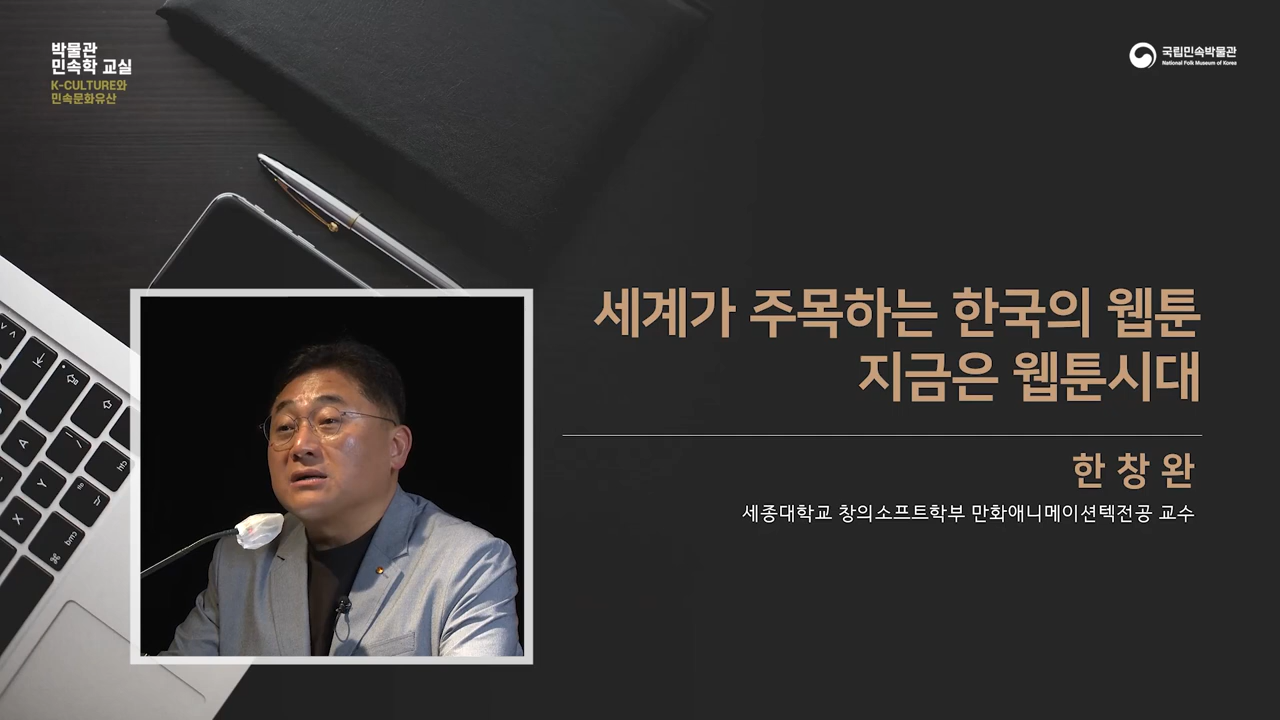 박물관
민속학 교실
K-CULTURE와
민속문화유산
국립민속박물관
National Folk Museum of Korea
세계가 주목하는 한국의 웹툰
지금은 웹툰시대
한창완
세종대학교 창의소프트학부 만화애니메이션텍전공 교수